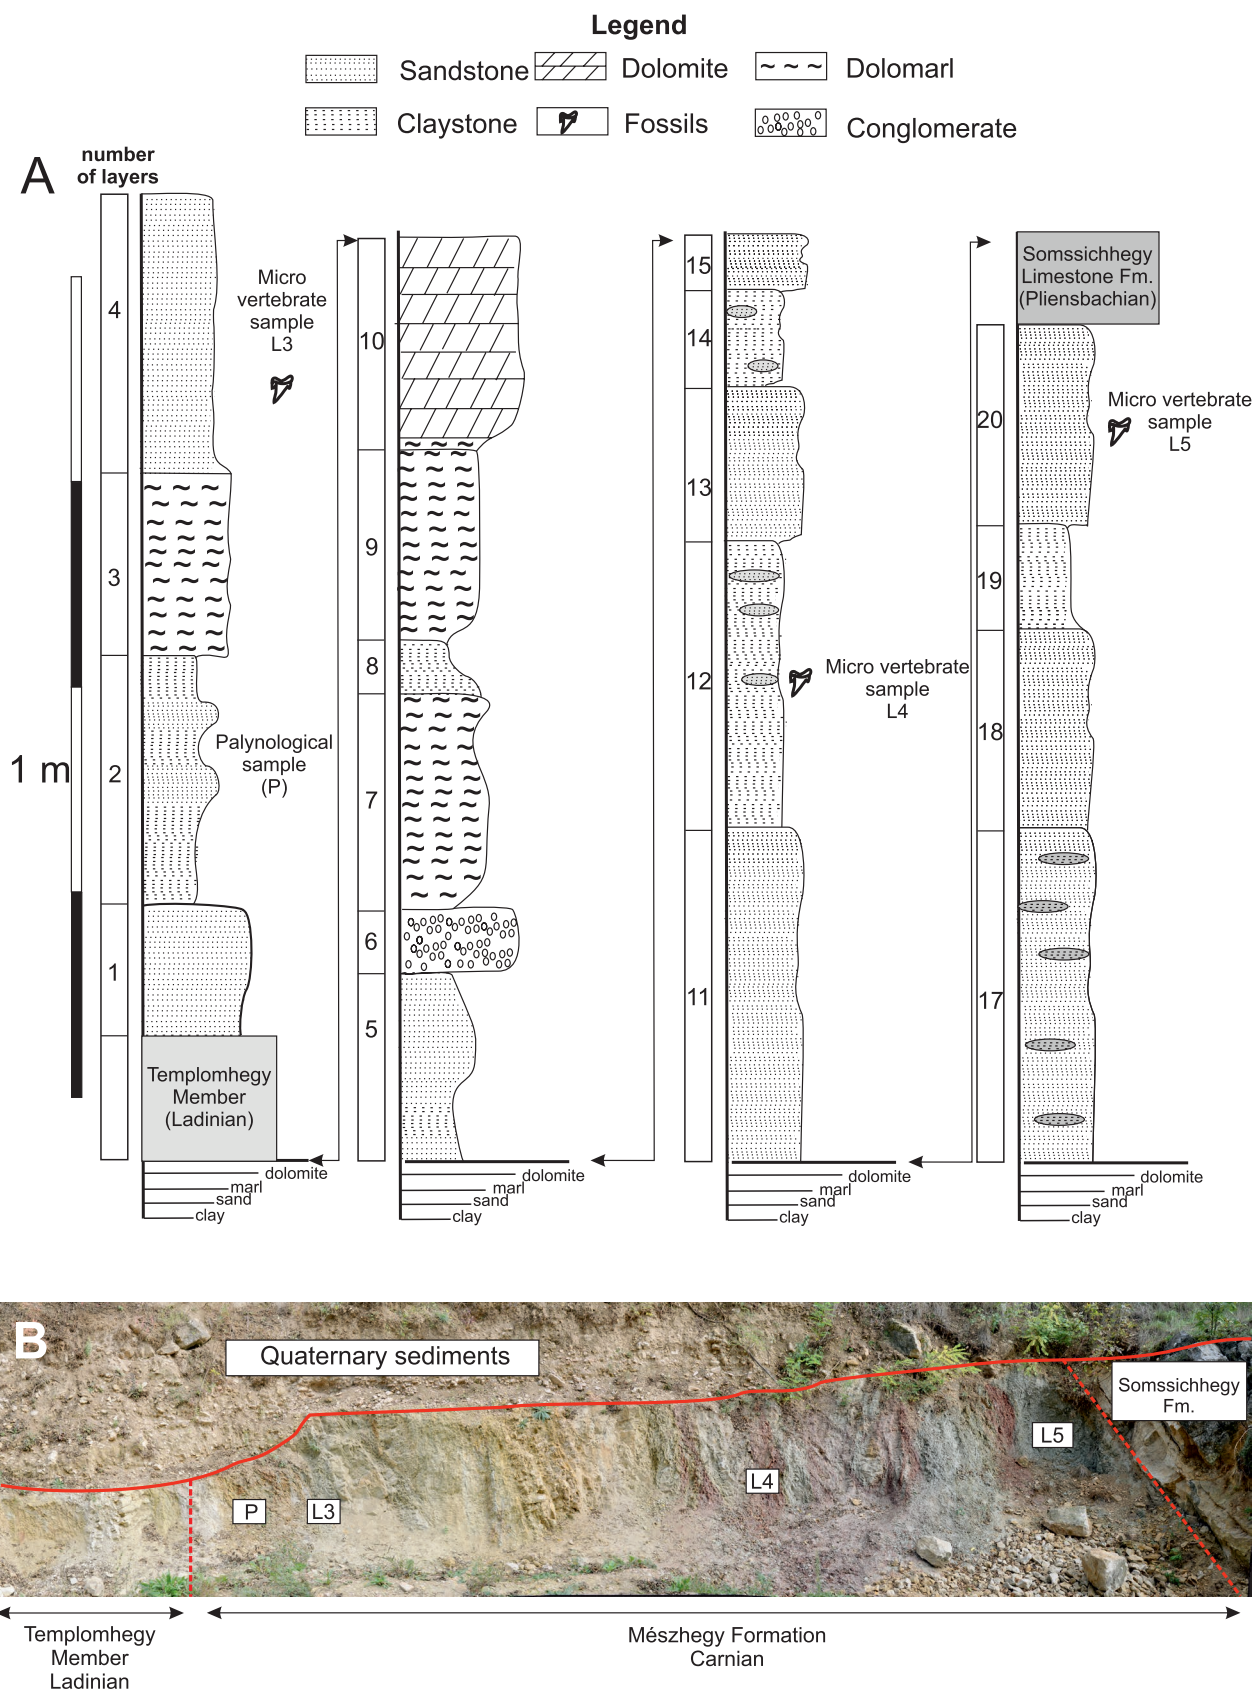 Legend
Sandstone
Dolomite
Dolomarl
Claystone
Fossils
Conglomerate
A
number
of layers
1 m
4
3
2
1
Micro
vertebrate
sample
L3
Palynological
sample
(P)
Templomhegy
Member
(Ladinian)
dolomite
marl
sand
clay
10
9
8
7
6
5
dolomite
marl
sand
clay
15
14
13
12
11
Micro vertebrate
sample
L4
dolomite
marl
sand
clay
Somssichhegy
Limestone Fm.
(Pliensbachian)
20
19
18
17
Micro vertebrate
sample
L5
dolomite
marl
sand
clay
B
Quaternary sediments
Somssichhegy
Fm.
L5
L4
P
L3
Templomhegy
Member
Ladinian
Mészhegy Formation
Carnian